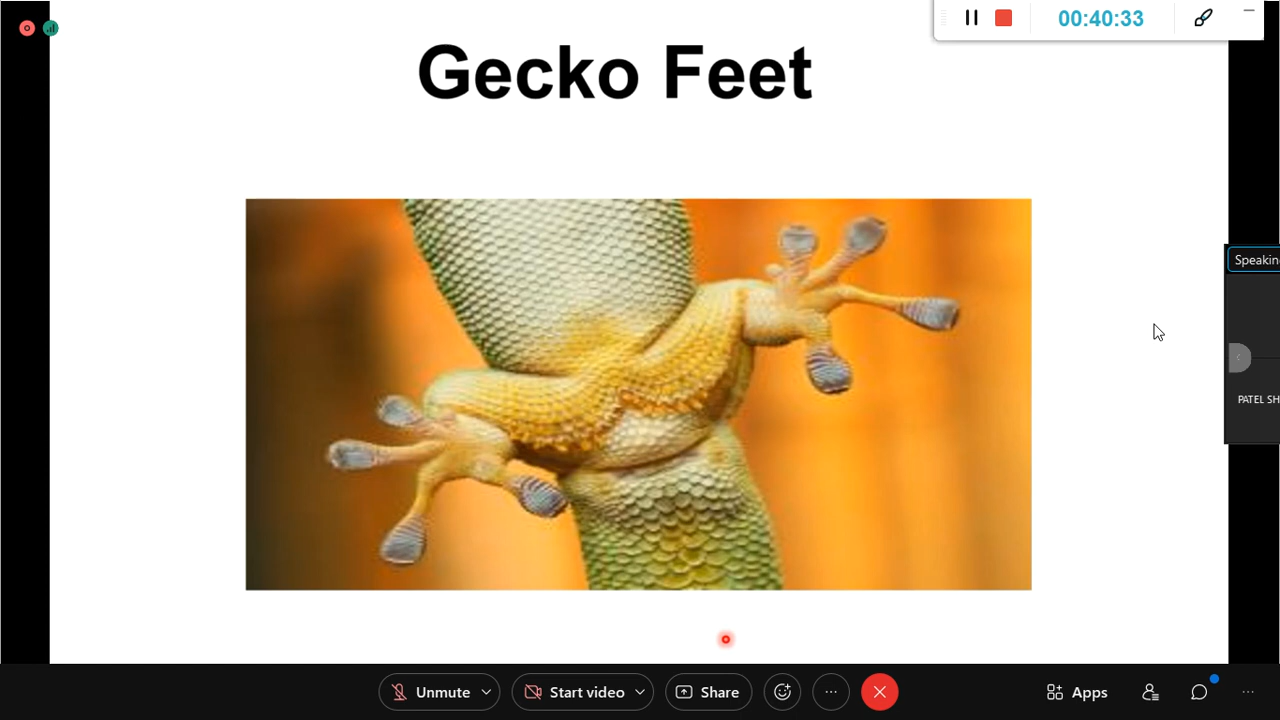 00:40:33
Gecko Feet
Speakin
PATEL SH
Unmute
Start video
Share
Apps